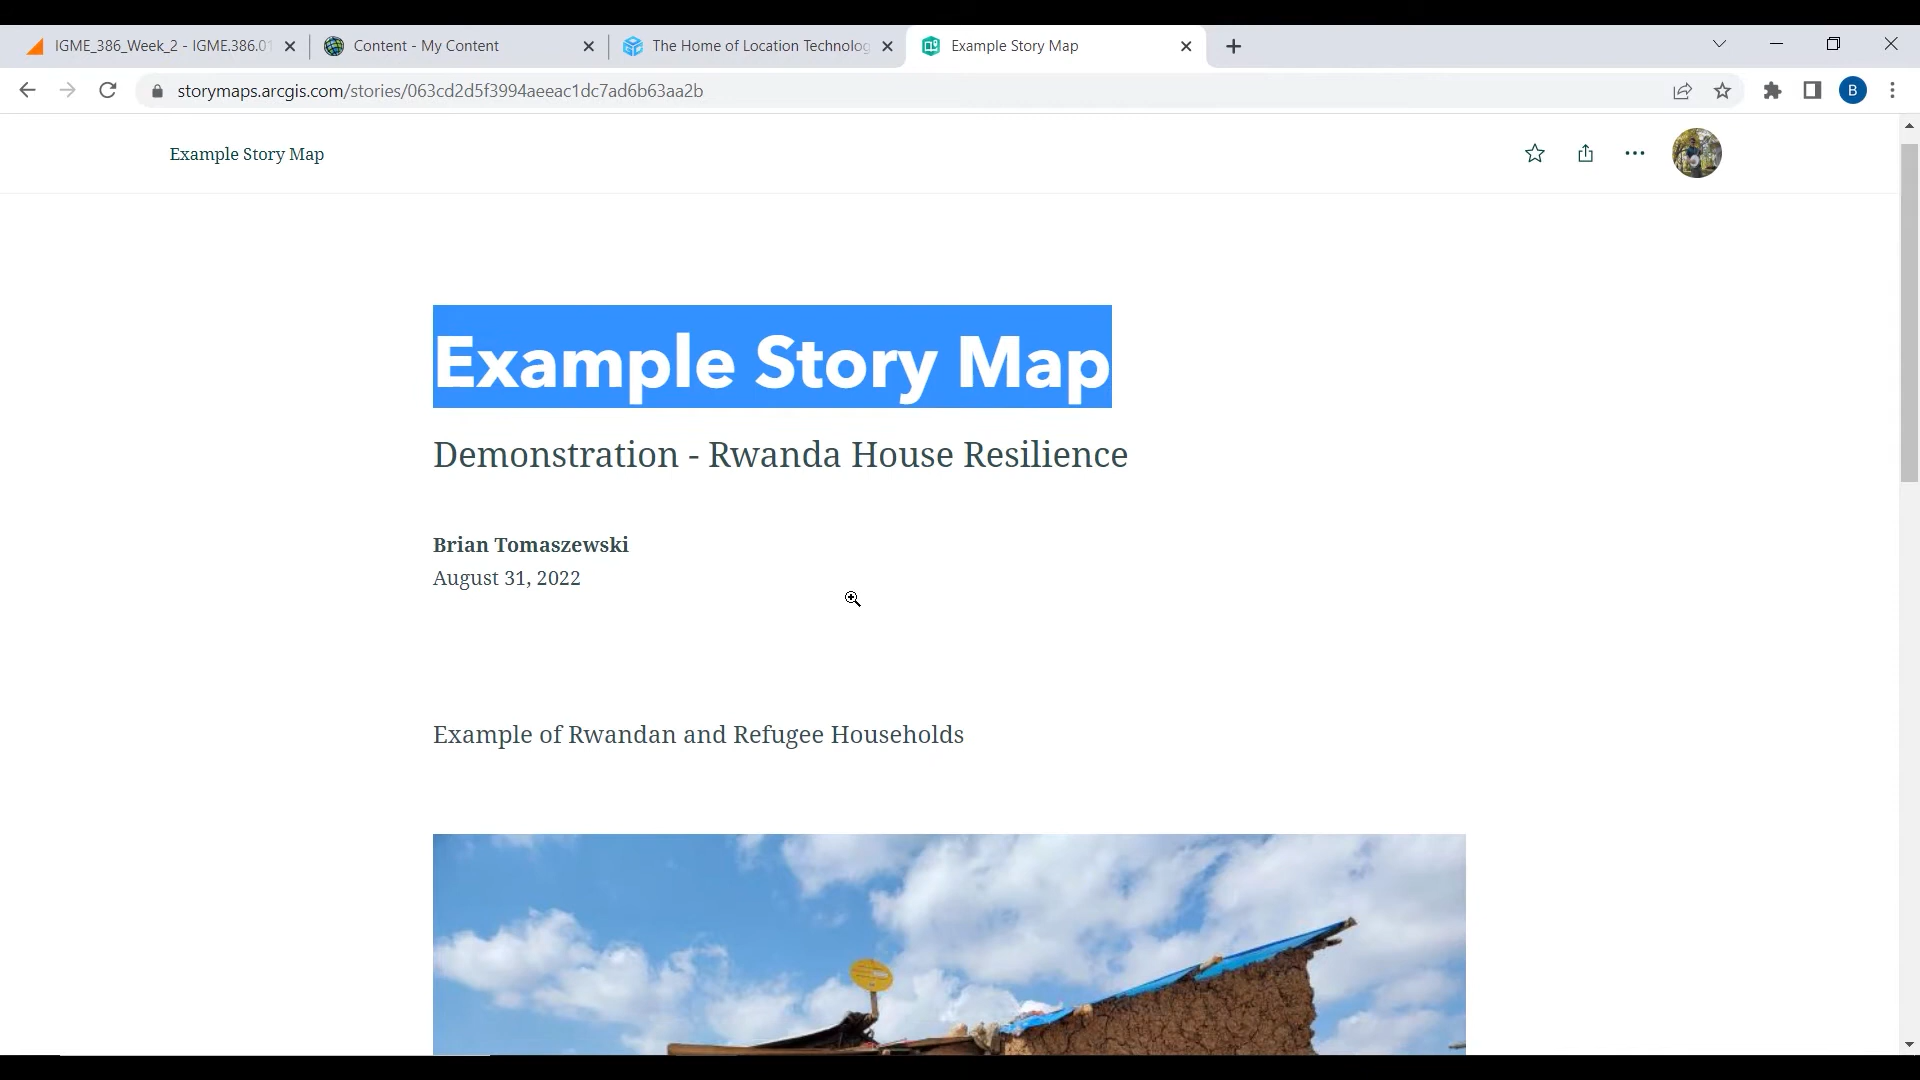 IGME_386_Week_2 - IGME.386.01
Content - My Content
The Home of Location Technolog
Example Story Map
storymaps.arcgis.com/stories/063cd2d5f3994aeeac1dc7ad6b63aa2b
B
Example Story Map
Example Story Map
Demonstration - Rwanda House Resilience
Brian Tomaszewski
August 31, 2022
Example of Rwandan and Refugee Households